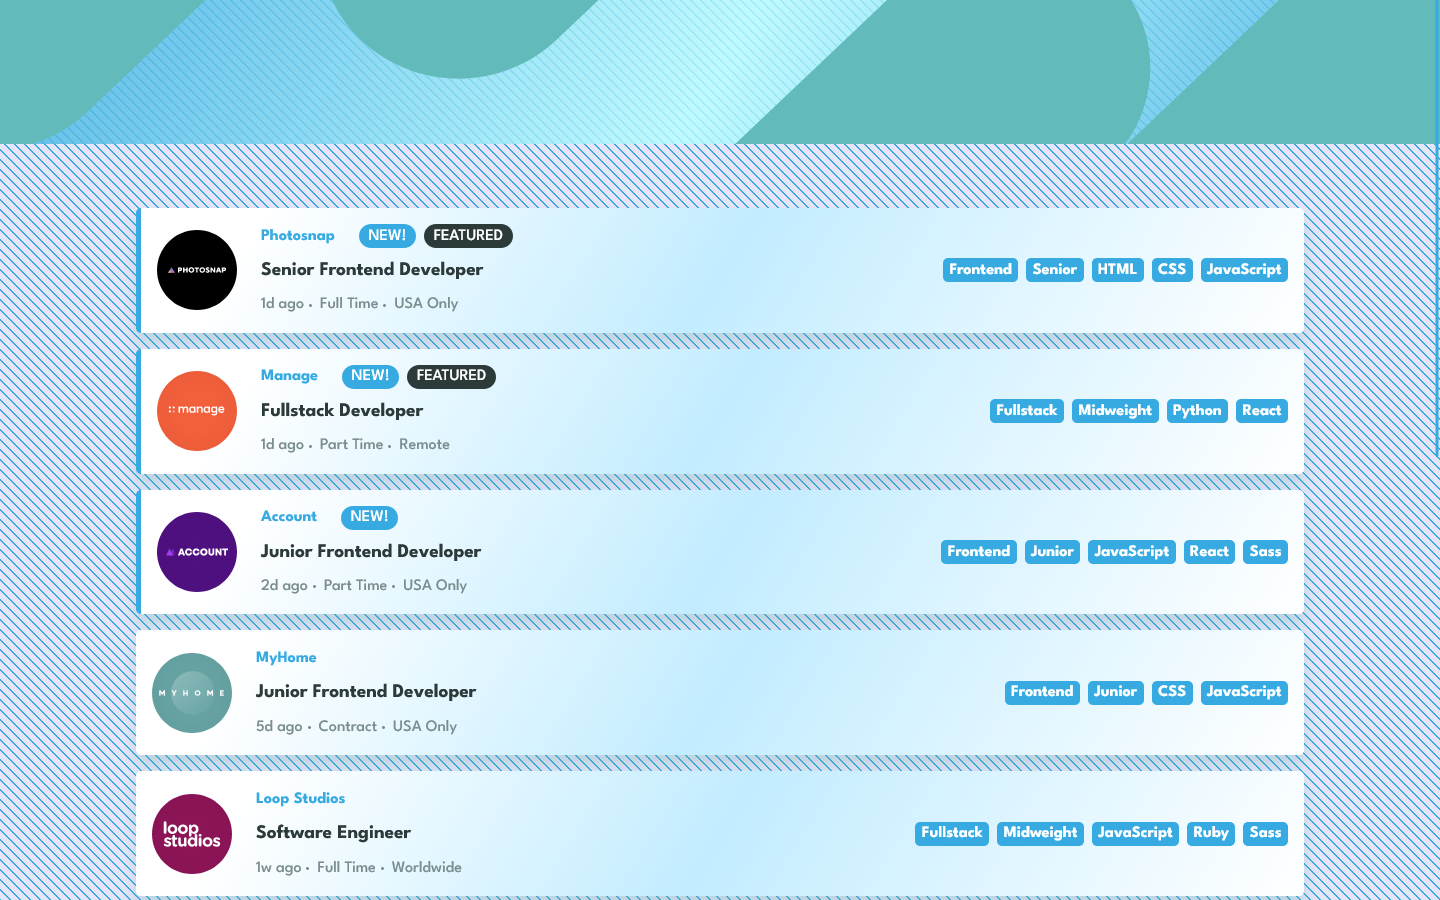 PHOTOSNAP
Photosnap NEW! FEATURED
Senior Frontend Developer
1d ago • Full Time • USA Only
Frontend Senior HTML CSS JavaScript
:: manage
Manage NEW! FEATURED
Fullstack Developer
1d ago • Part Time • Remote
Fullstack Midweight Python React
ACCOUNT
Account NEW!
Junior Frontend Developer
2d ago • Part Time • USA Only
Frontend Junior JavaScript React Sass
MYHOME
MyHome
Junior Frontend Developer
5d ago • Contract • USA Only
Frontend Junior CSS JavaScript
loop
studios
Loop Studios
Software Engineer
1w ago • Full Time • Worldwide
Fullstack Midweight JavaScript Ruby Sass